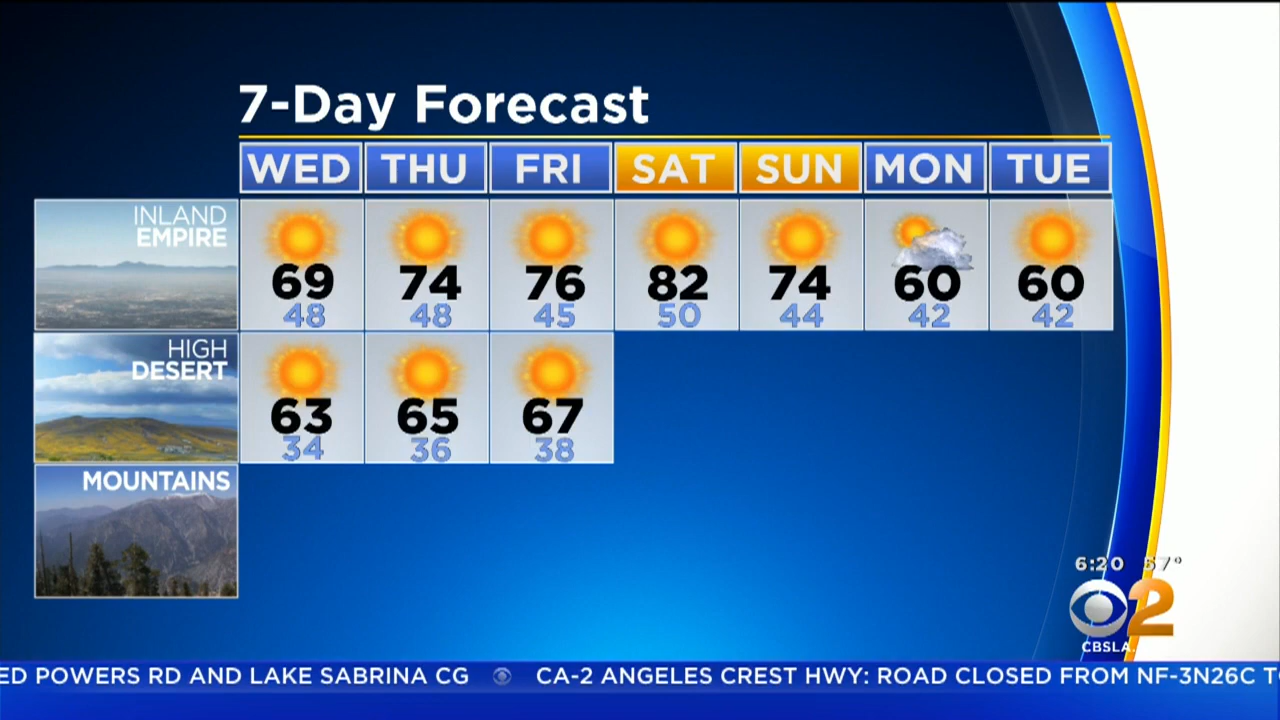 7-Day Forecast
WED THU FRI SAT SUN MON TUE
INLAND
EMPIRE
69 74 76 82 74 60 60
48 48 45 50 44 42 42
HIGH
DESERT
63 65 67
34 36 38
MOUNTAINS
6:20 57°
2
CBSLA.
ED POWERS RD AND LAKE SABRINA CG CA-2 ANGELES CREST HWY: ROAD CLOSED FROM NF-3N26C T